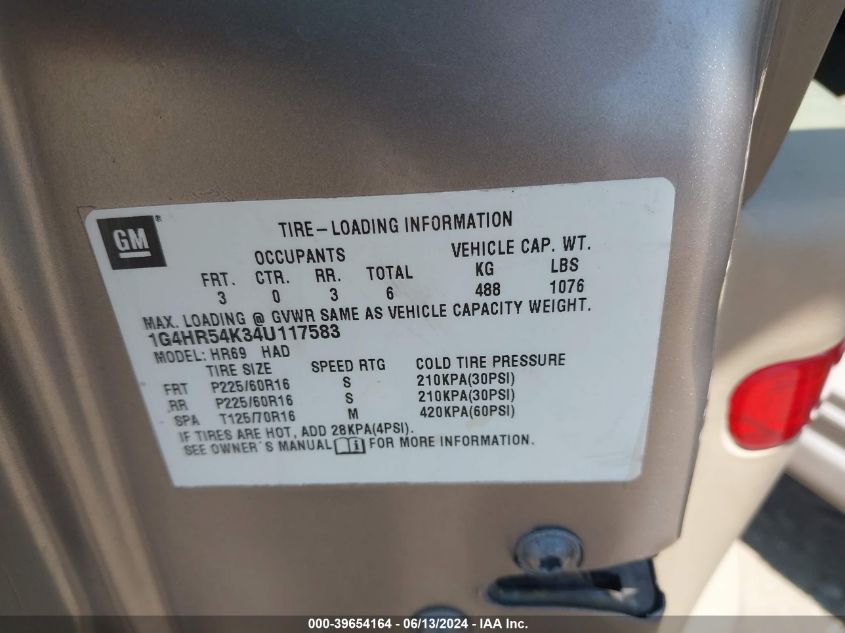 GM
TIRE-LOADING INFORMATION
OCCUPANTS VEHICLE CAP. WT.
FRT. CTR. RR. TOTAL KG LBS
3 0 3 6 488 1076
MAX. LOADING @ GVWR SAME AS VEHICLE CAPACITY WEIGHT.
1G4HR54K34U117583
MODEL: HR69 HAD
TIRE SIZE SPEED RTG COLD TIRE PRESSURE
FRT P225/60R16 S 210KPA(30PSI)
RR P225/60R16 S 210KPA(30PSI)
SPA T125/70R16 M 420KPA(60PSI)
IF TIRES ARE HOT, ADD 28KPA(4PSI).
SEE OWNER'S MANUAL FOR MORE INFORMATION.
000-39654164 - 06/13/2024 - IAA Inc.